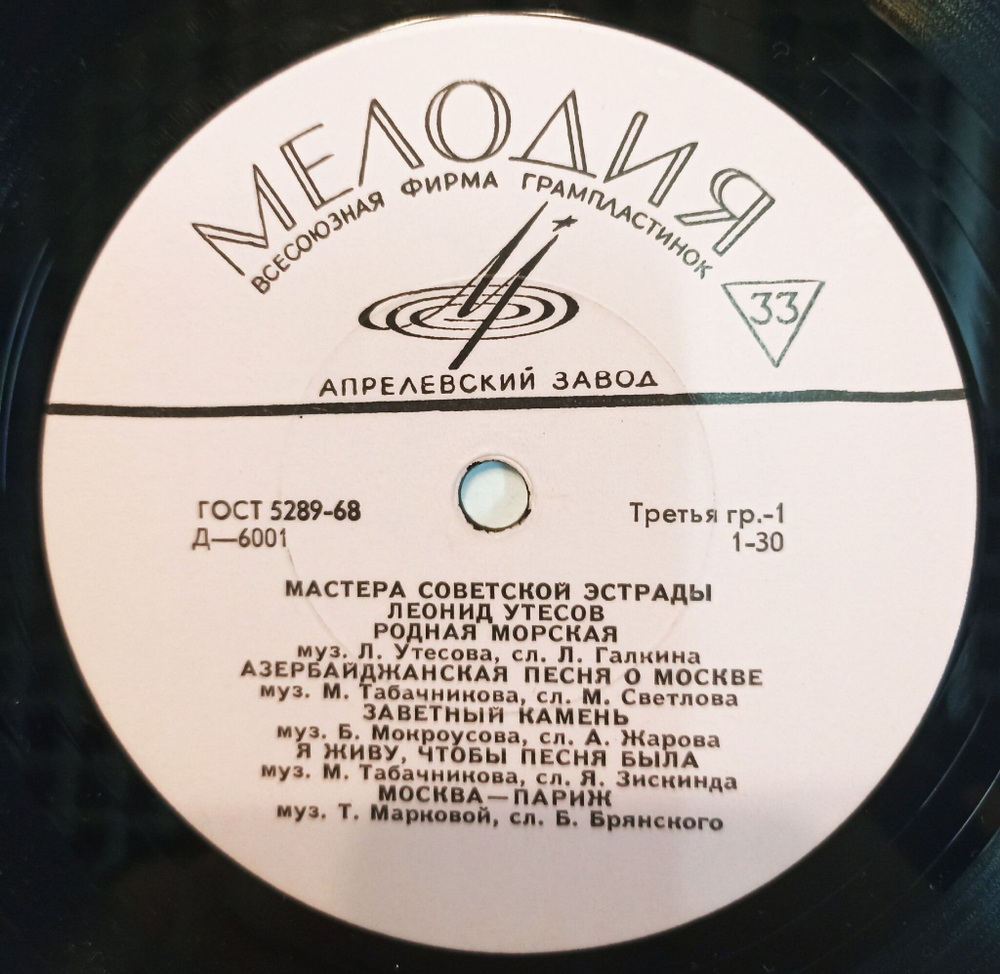 МЕЛОДИЯ
ВСЕСОЮЗНАЯ ФИРМА ГРАМПЛАСТИНОК
33
АПРЕЛЕВСКИЙ ЗАВОД
ГОСТ 5289-68
Третья гр.-1
Д—6001
1-30
МАСТЕРА СОВЕТСКОЙ ЭСТРАДЫ
ЛЕОНИД УТЕСОВ
РОДНАЯ МОРСКАЯ
муз. Л. Утесова, сл. Л. Галкина
АЗЕРБАЙДЖАНСКАЯ ПЕСНЯ О МОСКВЕ
муз. М. Табачникова, сл. М. Светлова
ЗАВЕТНЫЙ КАМЕНЬ
муз. Б. Мокроусова, сл. А. Жарова
Я ЖИВУ, ЧТОБЫ ПЕСНЯ БЫЛА
муз. М. Табачникова, сл. Я. Зискинда
МОСКВА—ПАРИЖ
муз. Т. Марковой, сл. Б. Брянского